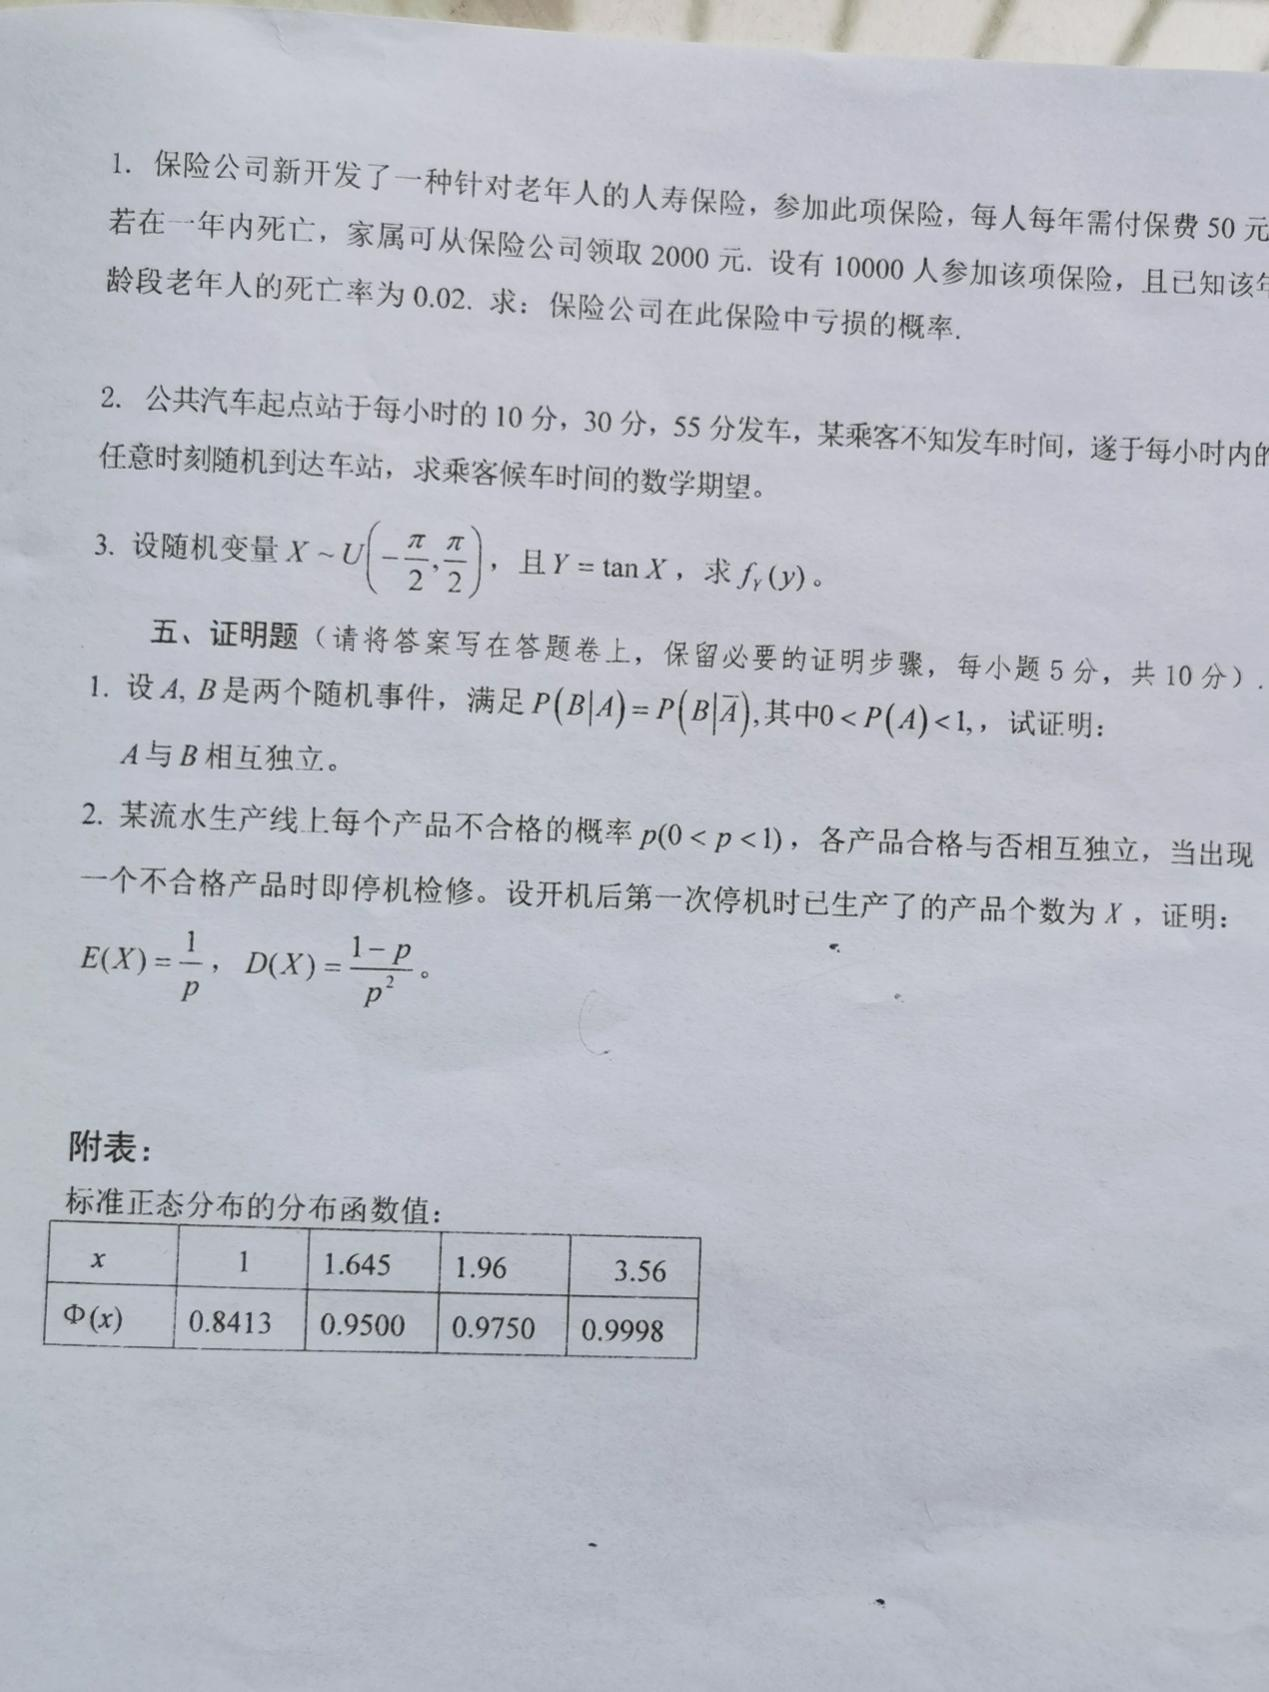 1. 保险公司新开发了一种针对老年人的人寿保险，参加此项保险，每人每年需付保费 50 元
若在一年内死亡，家属可从保险公司领取 2000 元. 设有 10000 人参加该项保险，且已知该年
龄段老年人的死亡率为 0.02. 求：保险公司在此保险中亏损的概率.
2. 公共汽车起点站于每小时的 10 分，30 分，55 分发车，某乘客不知发车时间，遂于每小时内的
任意时刻随机到达车站，求乘客候车时间的数学期望。
3. 设随机变量 X ~ U(-π/2, π/2)，且 Y = tan X，求 f_Y(y)。
五、证明题（请将答案写在答题卷上，保留必要的证明步骤，每小题 5 分，共 10 分）.
1. 设 A, B 是两个随机事件，满足 P(B|A) = P(B|A̅), 其中0 < P(A) < 1,，试证明：
A 与 B 相互独立。
2. 某流水生产线上每个产品不合格的概率 p(0 < p < 1)，各产品合格与否相互独立，当出现
一个不合格产品时即停机检修。设开机后第一次停机时已生产了的产品个数为 X，证明：
E(X) = 1/p，D(X) = (1-p)/p²。
附表：
标准正态分布的分布函数值：
x 1 1.645 1.96 3.56
Φ(x) 0.8413 0.9500 0.9750 0.9998